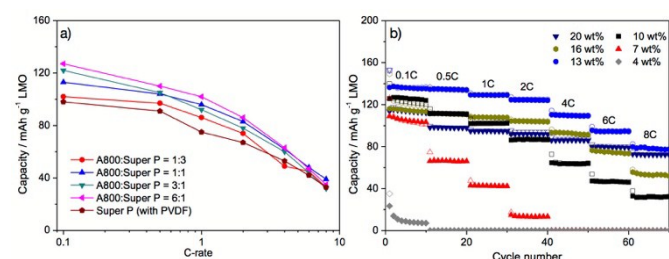 a)
Capacity / mAh g⁻¹ LMO
160
120
80
40
0
A800:Super P = 1:3
A800:Super P = 1:1
A800:Super P = 3:1
A800:Super P = 6:1
Super P (with PVDF)
0.1
1
10
C-rate
b)
Capacity / mAh g⁻¹ LMO
200
160
120
80
40
0
20 wt%
10 wt%
16 wt%
7 wt%
13 wt%
4 wt%
0.1C
0.5C
1C
2C
4C
6C
8C
0
20
40
60
Cycle number